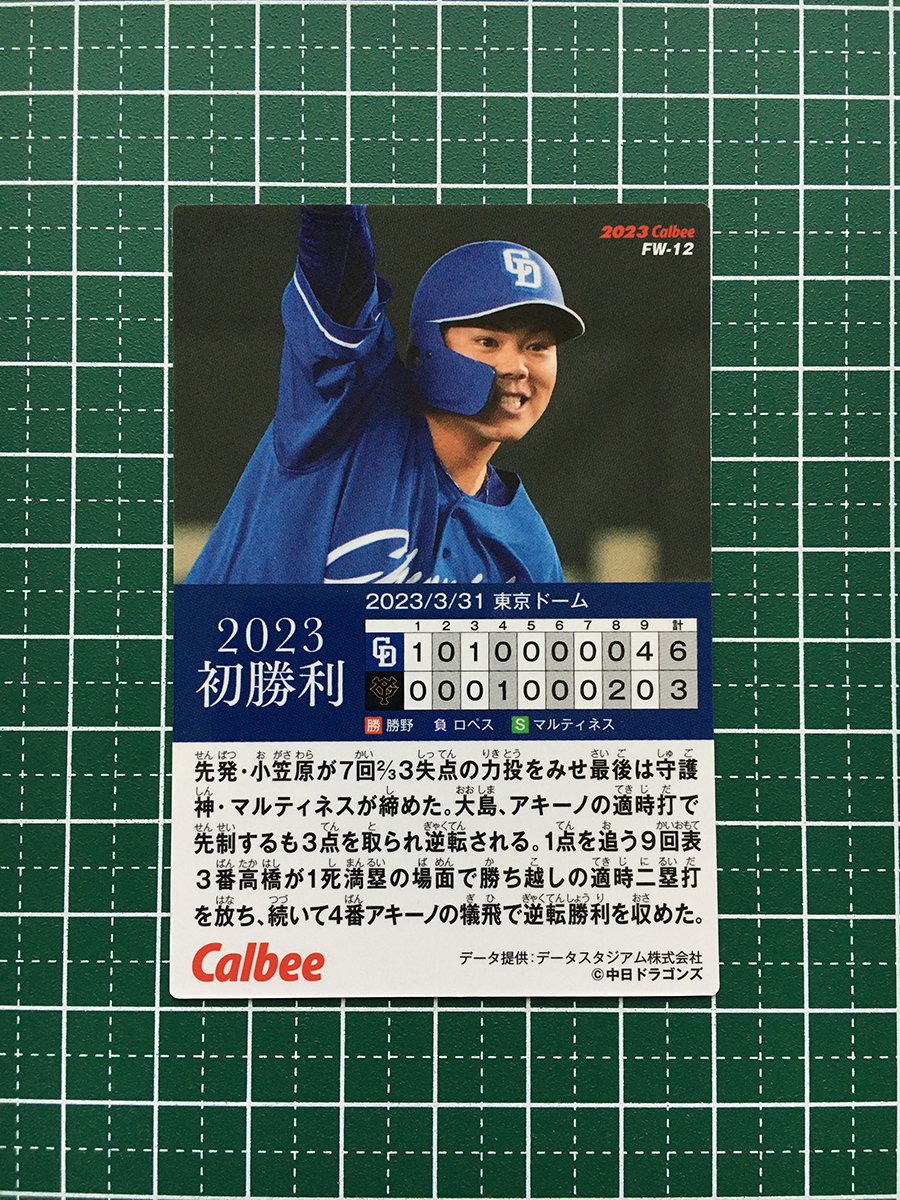 2023 Calbee
FW-12
2023
初勝利
2023/3/31 東京ドーム
1 2 3 4 5 6 7 8 9 計
1 0 1 0 0 0 0 0 4 6
0 0 0 1 0 0 0 2 0 3
勝 勝野 負 ロペス S マルティネス
先発・小笠原が7回2/3 3失点の力投をみせ最後は守護
神・マルティネスが締めた。大島、アキーノの適時打で
先制するも3点を取られ逆転される。1点を追う9回表
3番高橋が1死満塁の場面で勝ち越しの適時二塁打
を放ち、続いて4番アキーノの犠飛で逆転勝利を収めた。
Calbee
データ提供:データスタジアム株式会社
©中日ドラゴンズ